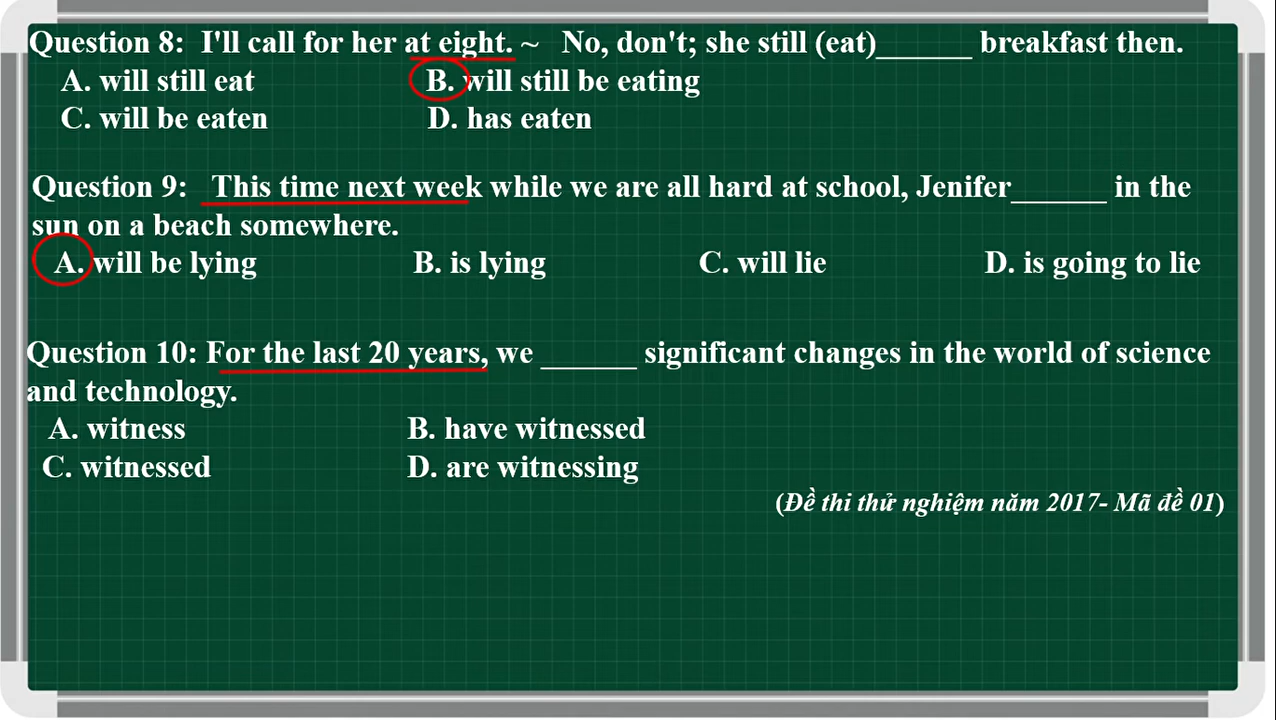 Question 8: I'll call for her at eight. ~ No, don't; she still (eat)______ breakfast then.
A. will still eat B. will still be eating
C. will be eaten D. has eaten
Question 9: This time next week while we are all hard at school, Jenifer______ in the
sun on a beach somewhere.
A. will be lying B. is lying C. will lie D. is going to lie
Question 10: For the last 20 years, we ______ significant changes in the world of science
and technology.
A. witness B. have witnessed
C. witnessed D. are witnessing
(Đề thi thử nghiệm năm 2017- Mã đề 01)